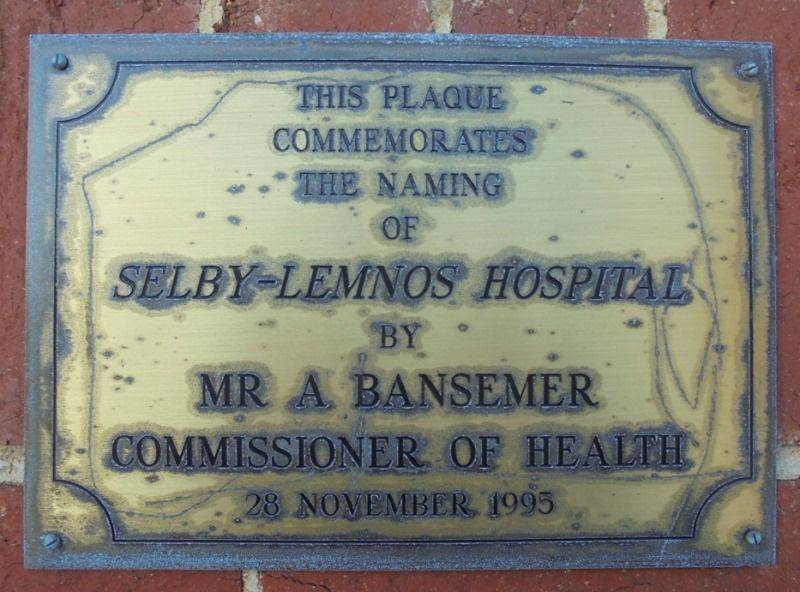 THIS PLAQUE
COMMEMORATES
THE NAMING
OF
SELBY-LEMNOS HOSPITAL
BY
MR A BANSEMER
COMMISSIONER OF HEALTH
28 NOVEMBER 1995